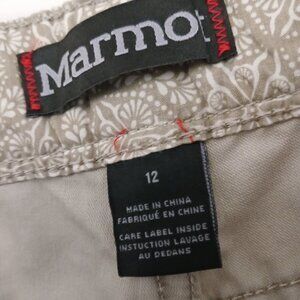 Marmot
12
MADE IN CHINA
FABRIQUÉ EN CHINE
CARE LABEL INSIDE
INSTUCTION LAVAGE
AU DEDANS